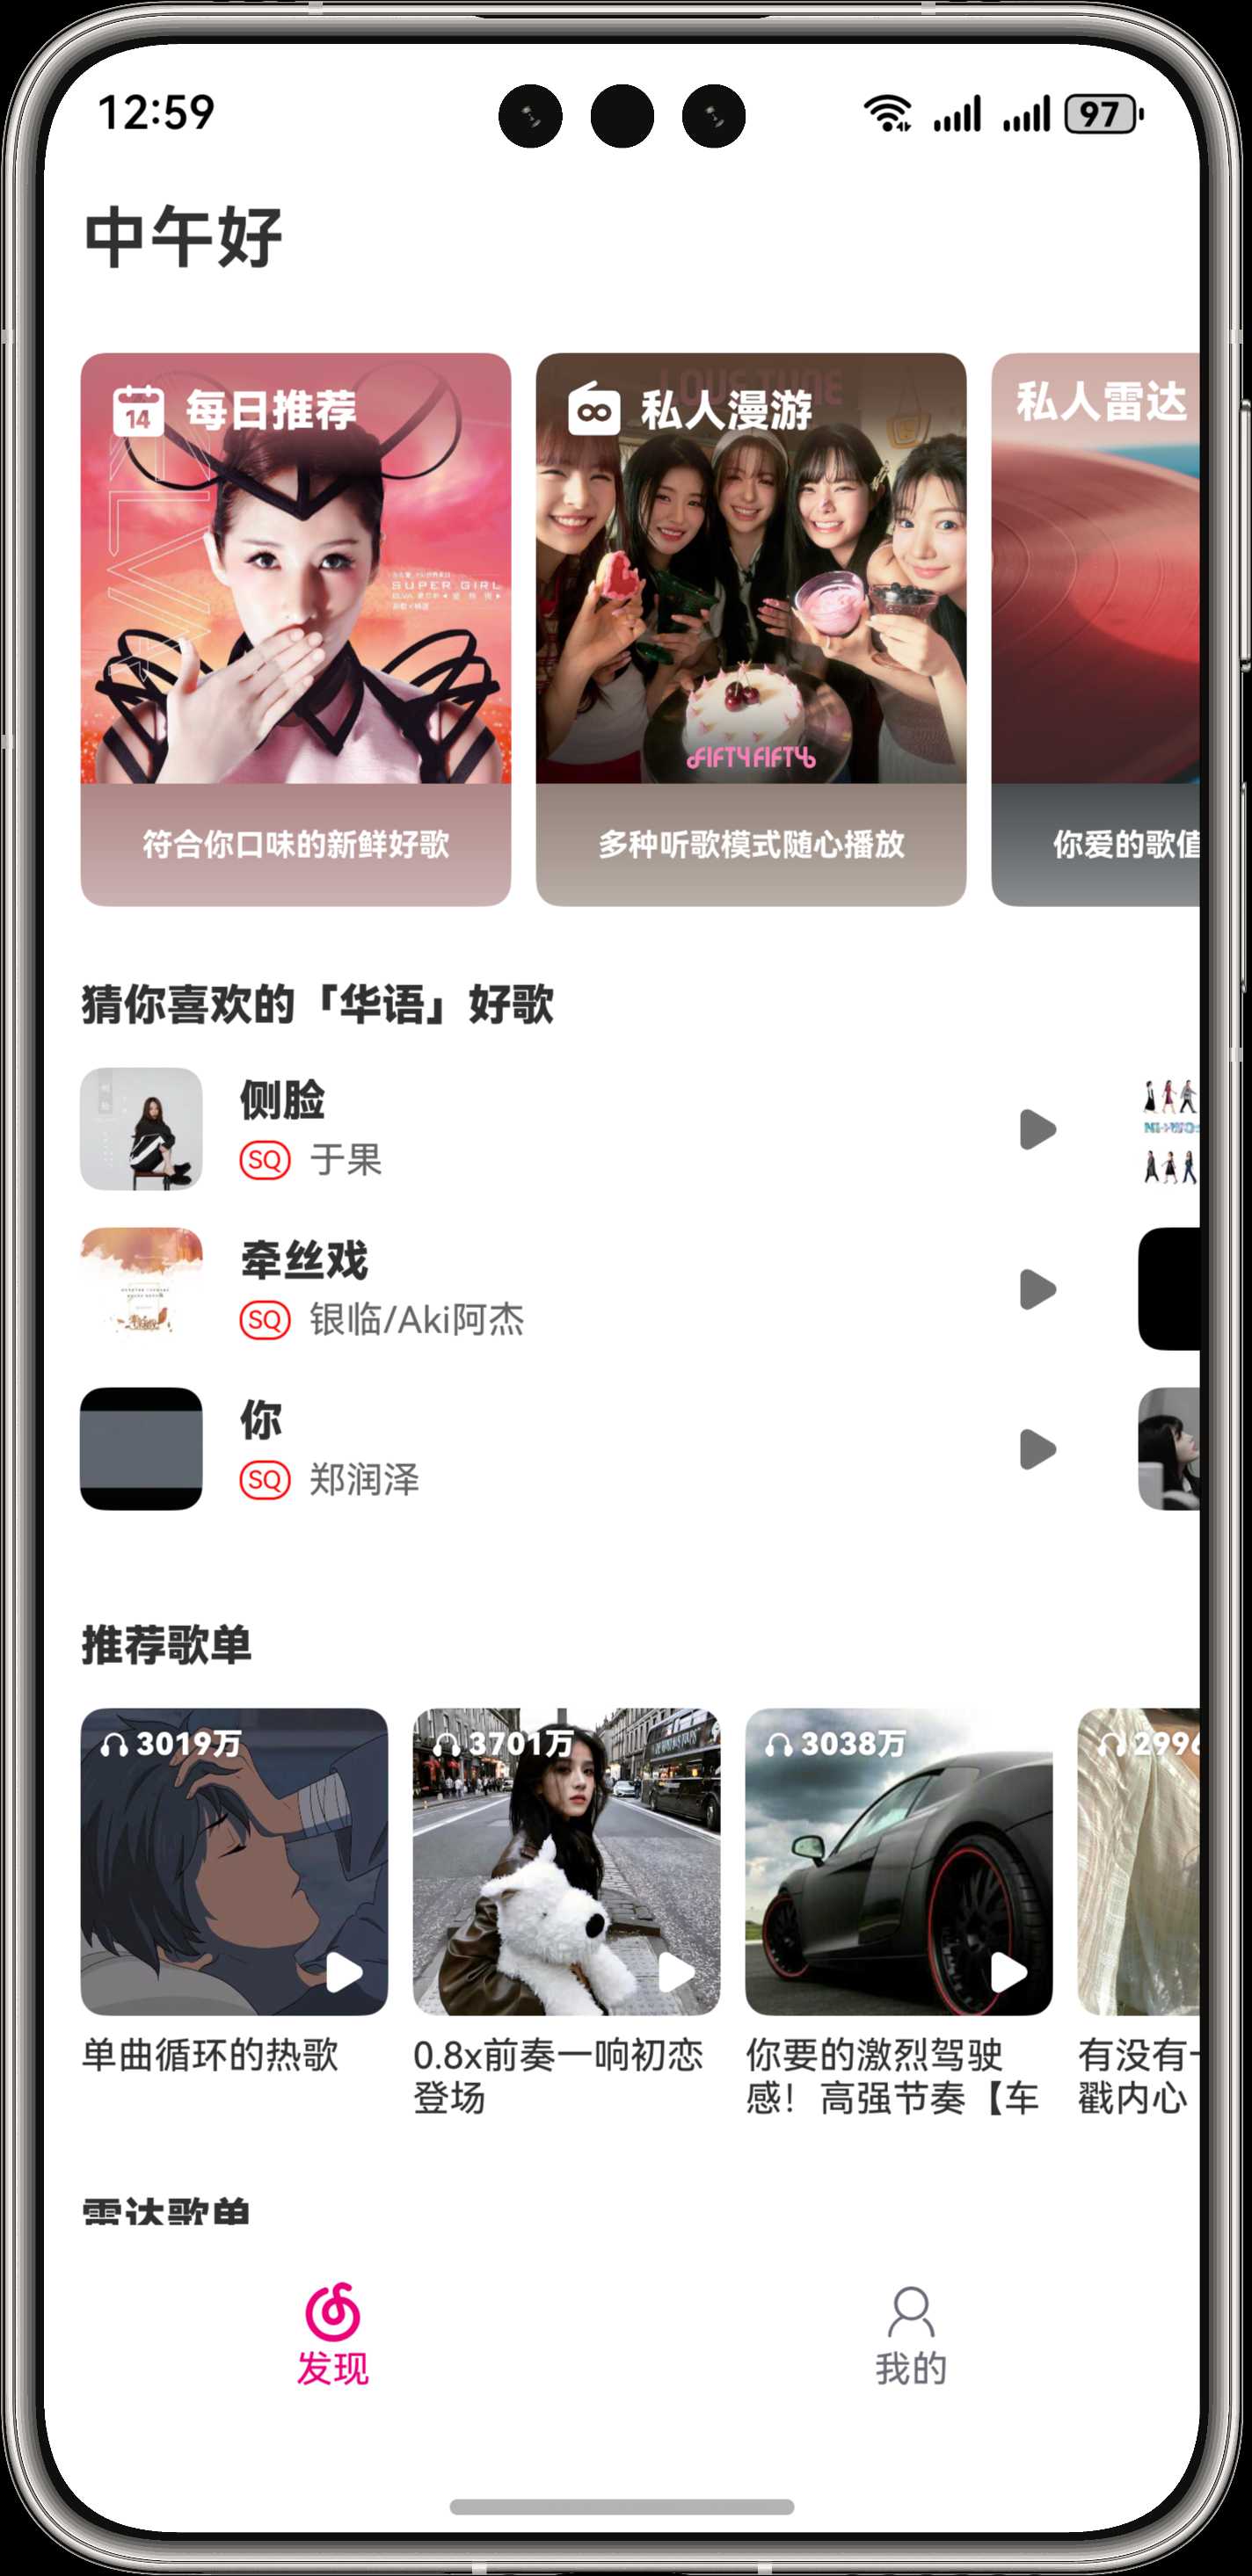 12:59
97
中午好
14
每日推荐
SUPER GIRL
符合你口味的新鲜好歌
LOVE TUNE
私人漫游
FIFTY FIFTY
多种听歌模式随心播放
私人雷达
你爱的歌值
猜你喜欢的「华语」好歌
侧脸
SQ 于果
牵丝戏
SQ 银临/Aki阿杰
你
SQ 郑润泽
推荐歌单
3019万
3701万
3038万
2996
单曲循环的热歌
0.8x前奏一响初恋
登场
你要的激烈驾驶
感！高强节奏【车
有没有一
戳内心
雷达歌单
发现
我的